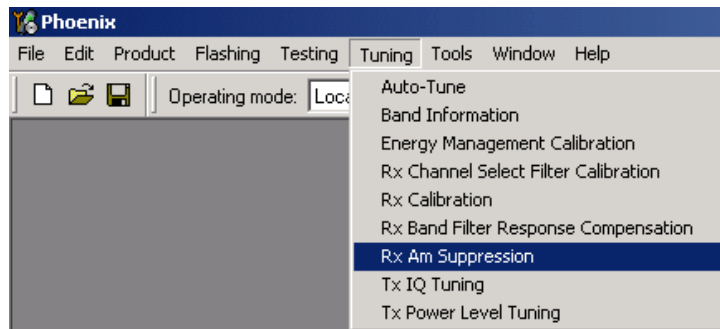 Phoenix
File Edit Product Flashing Testing Tuning Tools Window Help
Operating mode: Loca
Auto-Tune
Band Information
Energy Management Calibration
Rx Channel Select Filter Calibration
Rx Calibration
Rx Band Filter Response Compensation
Rx Am Suppression
Tx IQ Tuning
Tx Power Level Tuning